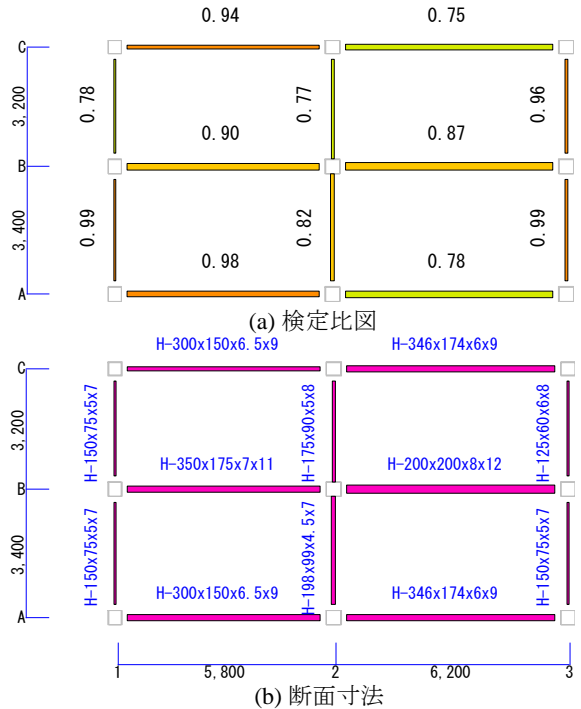 0.94 0.75
C
3,200
0.78 0.77 0.96
0.90 0.87
B
3,400
0.99 0.82 0.99
0.98 0.78
A
(a) 検定比図
H-300x150x6.5x9 H-346x174x6x9
C
3,200
H-150x75x5x7 H-175x90x5x8 H-125x60x6x8
H-350x175x7x11 H-200x200x8x12
B
3,400
H-150x75x5x7 H-198x99x4.5x7 H-150x75x5x7
H-300x150x6.5x9 H-346x174x6x9
A
1 5,800 2 6,200 3
(b) 断面寸法